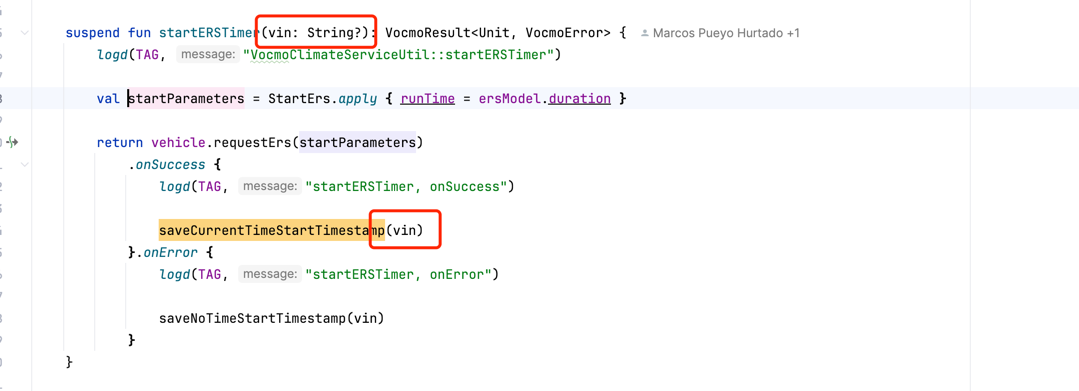 suspend fun startERSTimer(vin: String?): VocmoResult<Unit, VocmoError> { Marcos Pueyo Hurtado +1
logd(TAG, message: "VocmoClimateServiceUtil::startERSTimer")
val startParameters = StartErs.apply { runTime = ersModel.duration }
return vehicle.requestErs(startParameters)
.onSuccess {
logd(TAG, message: "startERSTimer, onSuccess")
saveCurrentTimeStartTimestamp(vin)
}.onError {
logd(TAG, message: "startERSTimer, onError")
saveNoTimeStartTimestamp(vin)
}
}